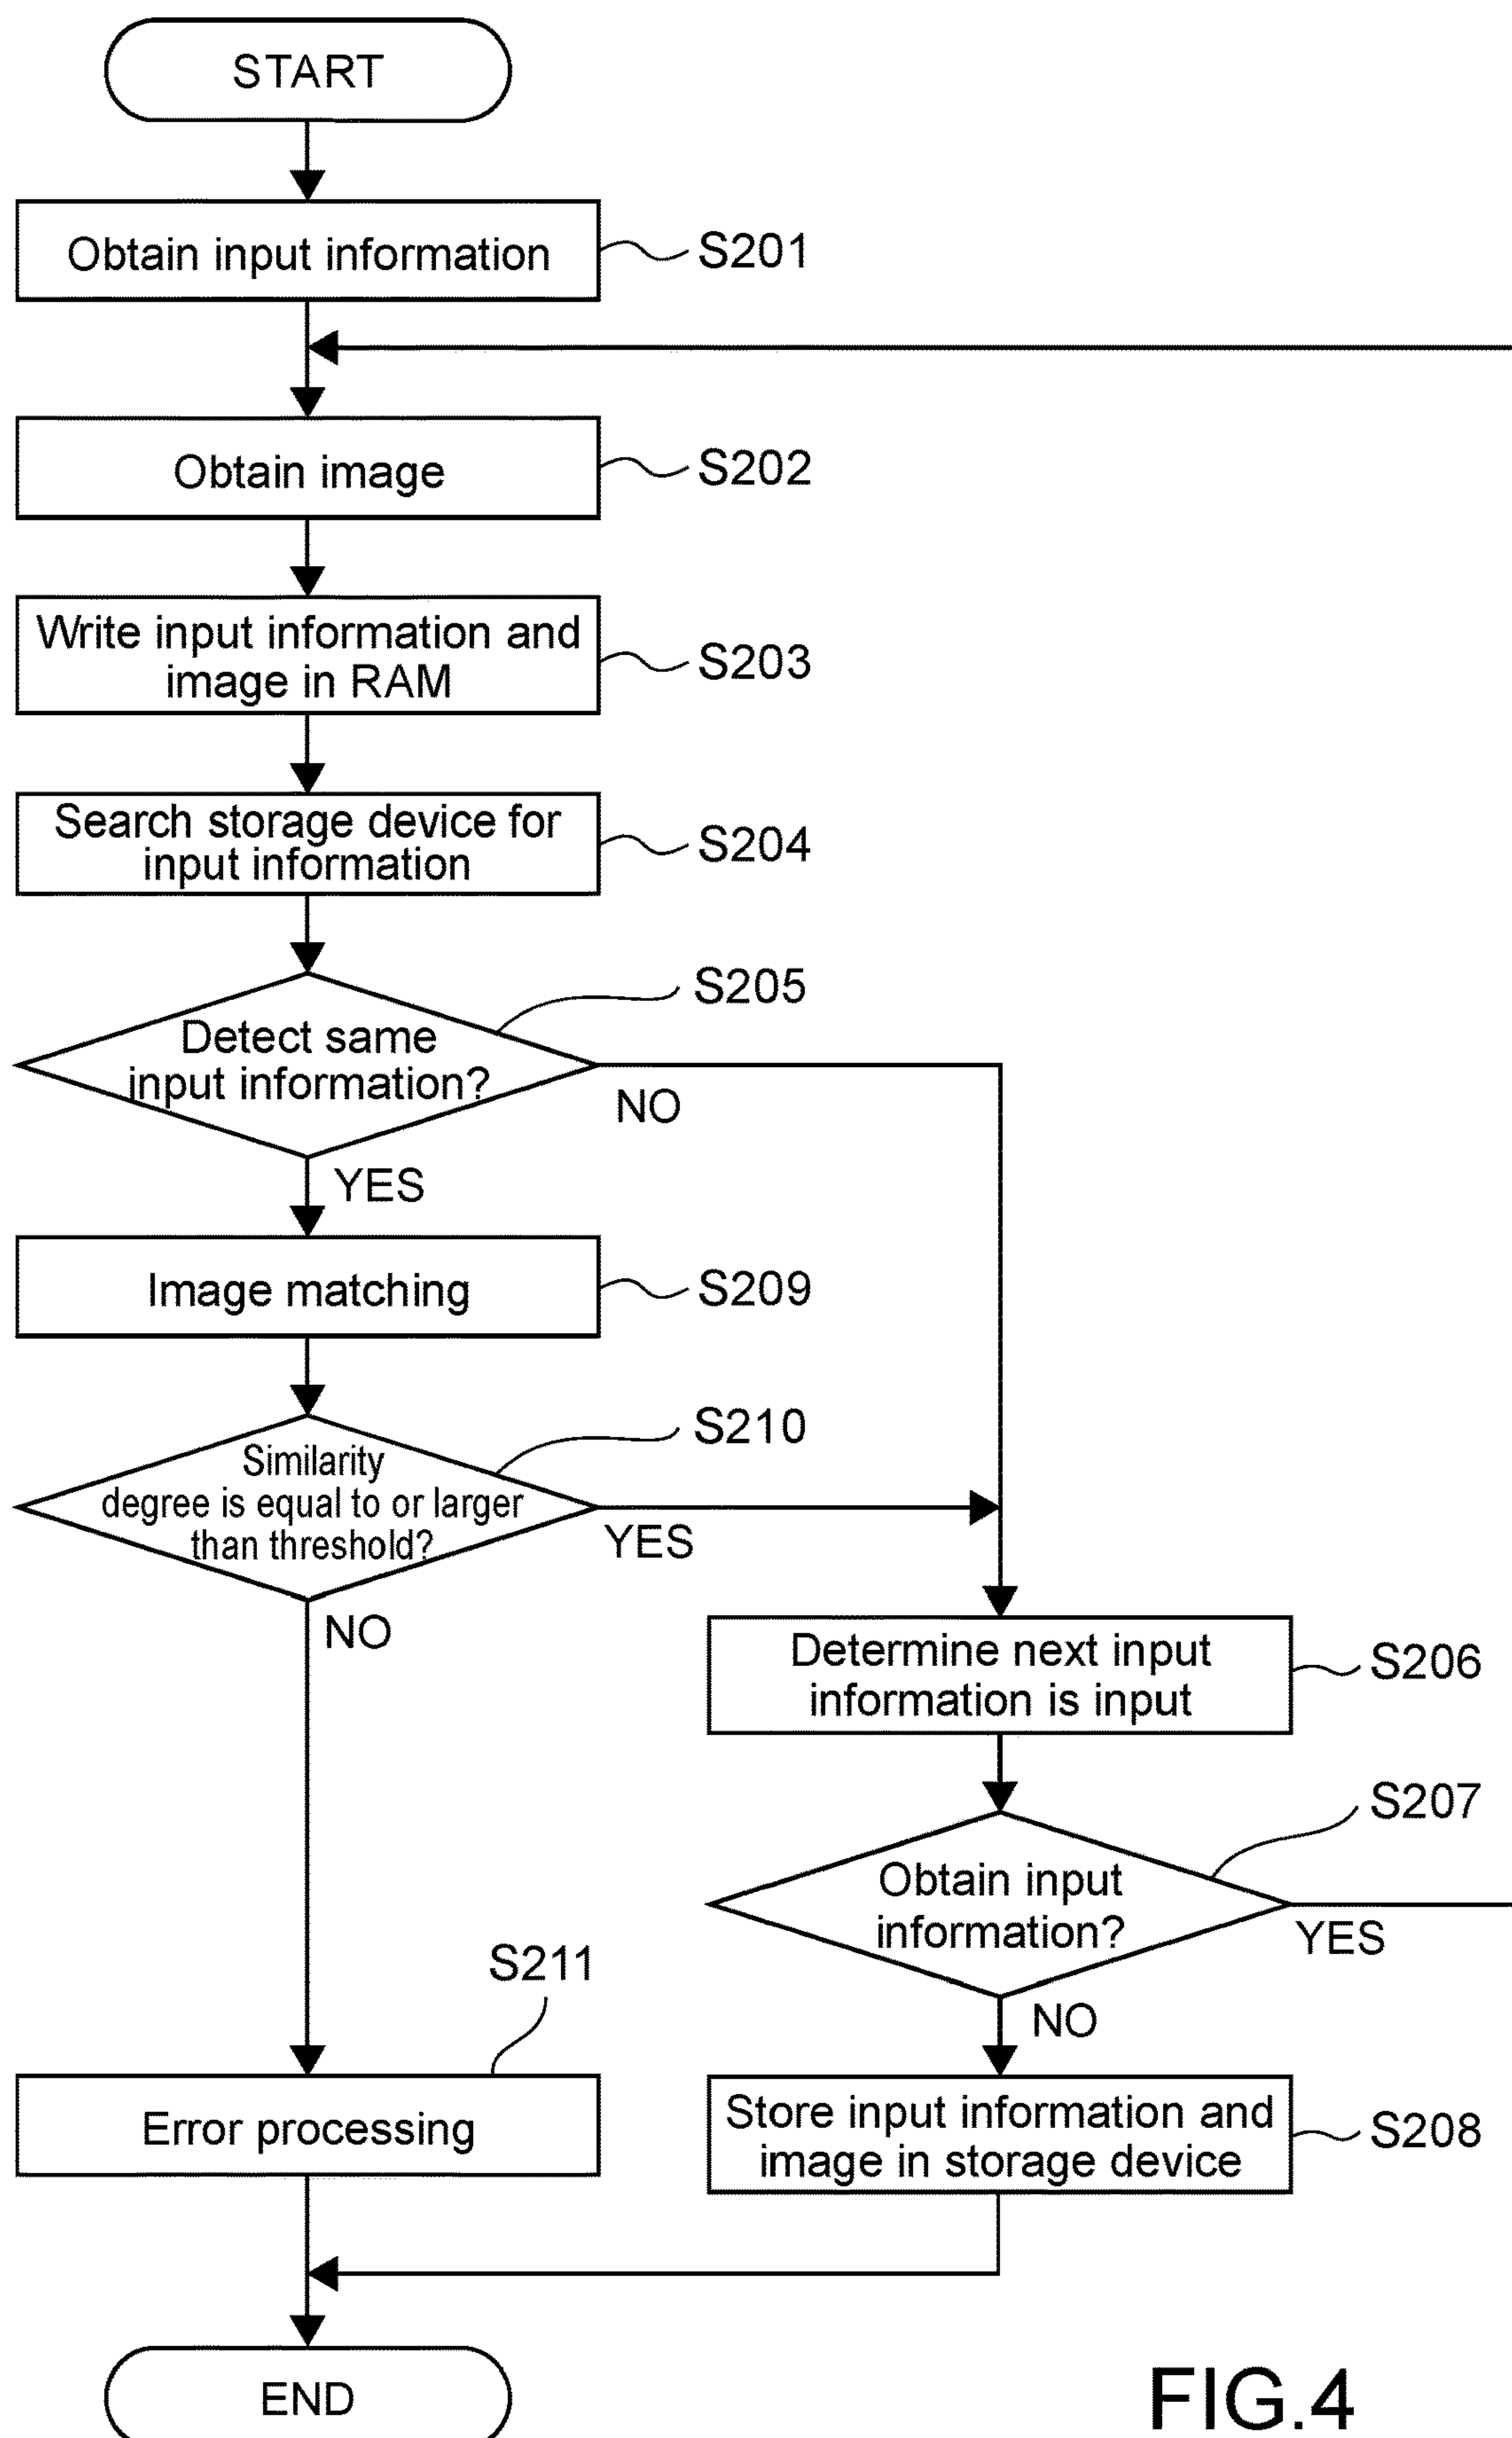 START
Obtain input information
S201
Obtain image
S202
Write input information and
image in RAM
S203
Search storage device for
input information
S204
S205
Detect same
input information?
NO
YES
Image matching
S209
S210
Similarity
degree is equal to or larger
than threshold?
YES
NO
Determine next input
information is input
S206
S207
Obtain input
information?
YES
NO
S211
Error processing
Store input information and
image in storage device
S208
END
FIG.4